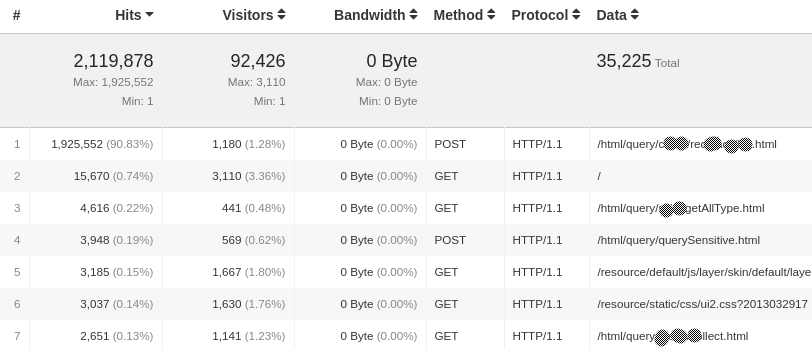 # Hits Visitors Bandwidth Method Protocol Data
2,119,878 92,426 0 Byte 35,225 Total
Max: 1,925,552 Max: 3,110 Max: 0 Byte
Min: 1 Min: 1 Min: 0 Byte
1 1,925,552 (90.83%) 1,180 (1.28%) 0 Byte (0.00%) POST HTTP/1.1 /html/query/ .html
2 15,670 (0.74%) 3,110 (3.36%) 0 Byte (0.00%) GET HTTP/1.1 /
3 4,616 (0.22%) 441 (0.48%) 0 Byte (0.00%) GET HTTP/1.1 /html/query/ getAllType.html
4 3,948 (0.19%) 569 (0.62%) 0 Byte (0.00%) POST HTTP/1.1 /html/query/querySensitive.html
5 3,185 (0.15%) 1,667 (1.80%) 0 Byte (0.00%) GET HTTP/1.1 /resource/default/js/layer/skin/default/laye
6 3,037 (0.14%) 1,630 (1.76%) 0 Byte (0.00%) GET HTTP/1.1 /resource/static/css/ui2.css?2013032917
7 2,651 (0.13%) 1,141 (1.23%) 0 Byte (0.00%) GET HTTP/1.1 /html/query llect.html